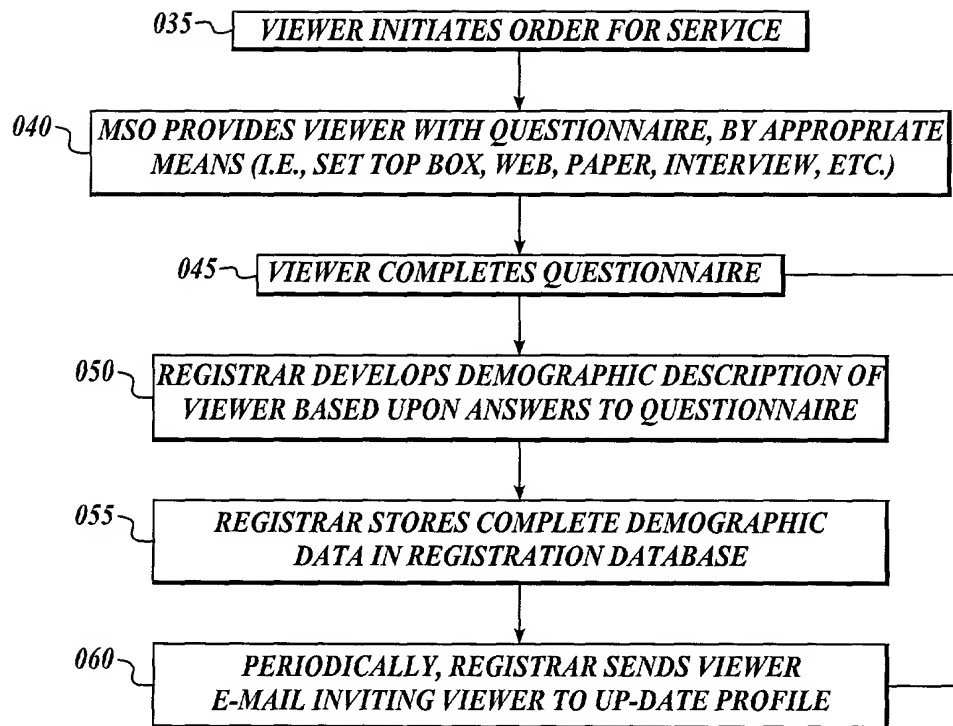 035
VIEWER INITIATES ORDER FOR SERVICE
040
MSO PROVIDES VIEWER WITH QUESTIONNAIRE, BY APPROPRIATE
MEANS (I.E., SET TOP BOX, WEB, PAPER, INTERVIEW, ETC.)
045
VIEWER COMPLETES QUESTIONNAIRE
050
REGISTRAR DEVELOPS DEMOGRAPHIC DESCRIPTION OF
VIEWER BASED UPON ANSWERS TO QUESTIONNAIRE
055
REGISTRAR STORES COMPLETE DEMOGRAPHIC
DATA IN REGISTRATION DATABASE
060
PERIODICALLY, REGISTRAR SENDS VIEWER
E-MAIL INVITING VIEWER TO UP-DATE PROFILE